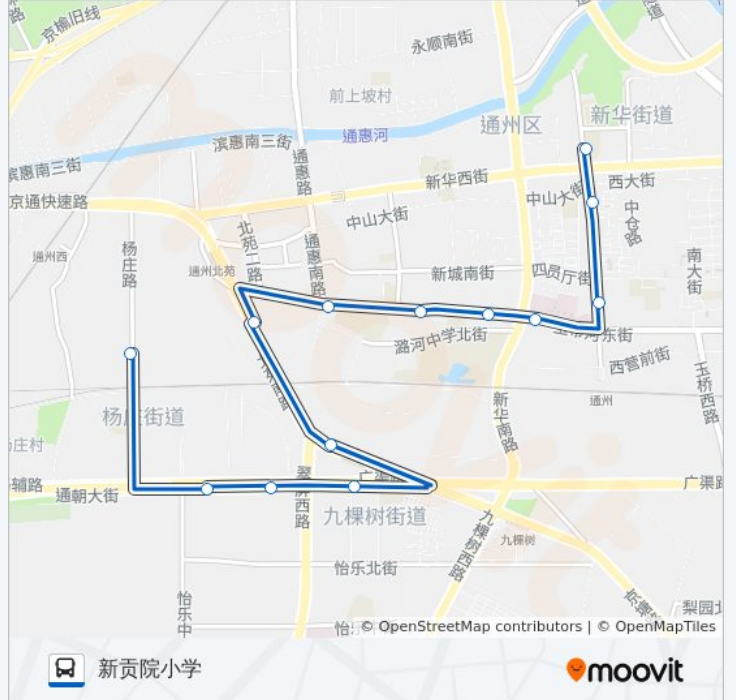 京榆旧线
永顺南街
前上坡村
新华街道
通州区
滨惠南三街
通惠河
滨惠南三街
通惠路
新华西街
西大街
中山大街
京通快速路
中仓路
中山大街
北苑二路
杨庄路
通惠南路
通州西
南大街
通州北苑
新城南街
四员厅街
潞河中学北街
西营前街
玉桥西路
通州
新华南路
庄村
翠屏西路
广渠路
辅路
通朝大街
九棵树街道
九棵树西路
九棵树
怡乐北街
怡乐中
梨园北
© OpenStreetMap contributors | © OpenMapTiles
新贡院小学
moovit